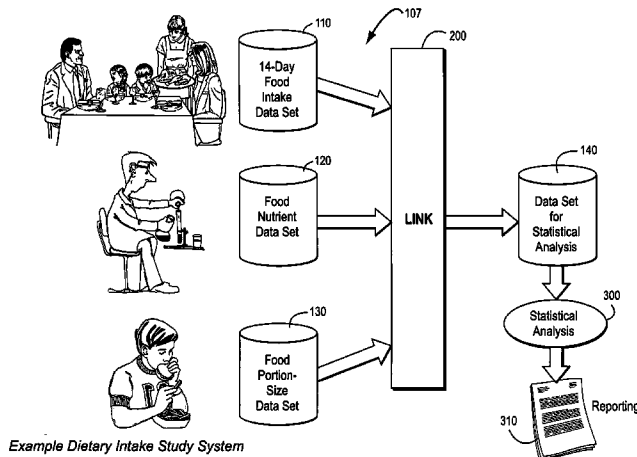 110
14-Day
Food
Intake
Data Set
107
200
120
Food
Nutrient
Data Set
LINK
140
Data Set
for
Statistical
Analysis
130
Food
Portion-
Size
Data Set
300
Statistical
Analysis
310
Reporting
Example Dietary Intake Study System